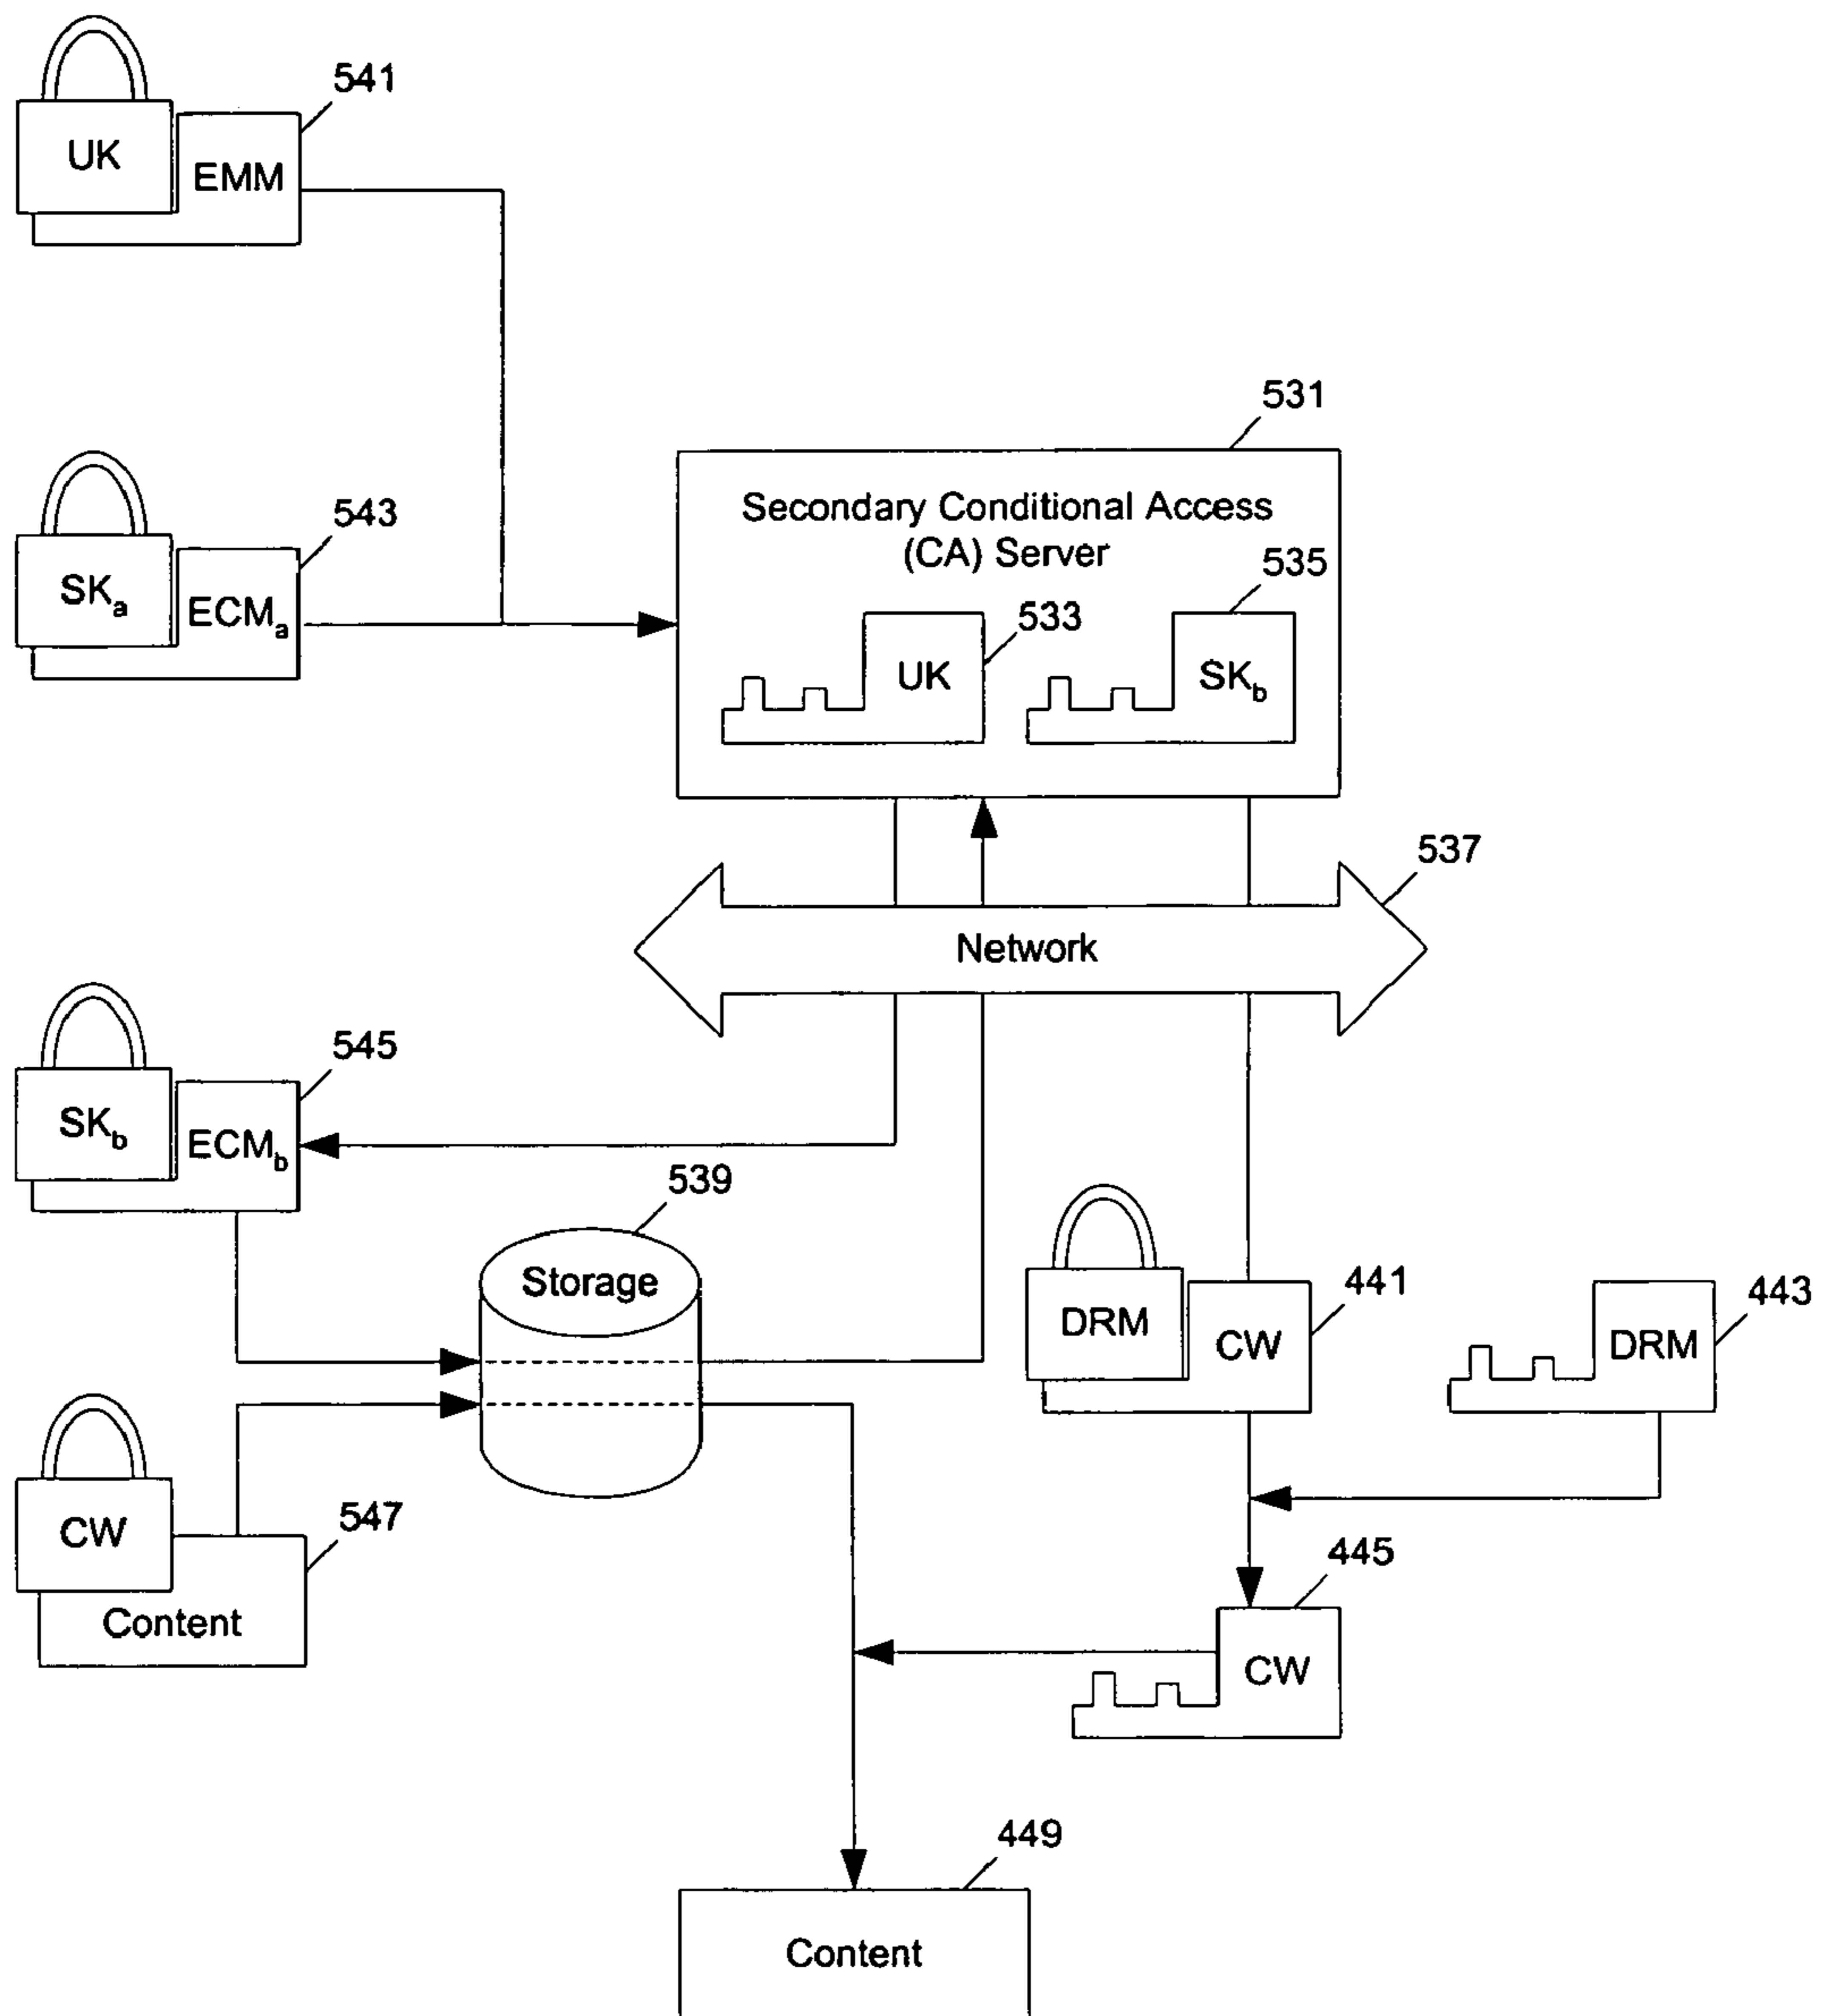 541
UK
EMM
531
543
Secondary Conditional Access
(CA) Server
SKa
ECMa
535
533
UK
SKb
537
Network
545
SKb
ECMb
539
Storage
441
443
DRM
CW
DRM
547
CW
Content
445
CW
449
Content